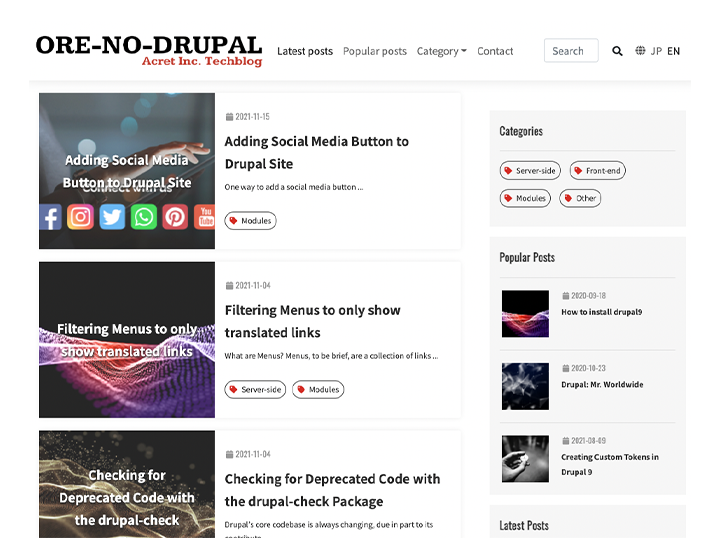 ORE-NO-DRUPAL
Acret Inc. Techblog
Latest posts
Popular posts
Category
Contact
Search
JP
EN
Adding Social Media
Button to Drupal Site
Connect with us
You
Tube
2021-11-15
Adding Social Media Button to
Drupal Site
One way to add a social media button ...
Modules
Filtering Menus to only
show translated links
2021-11-04
Filtering Menus to only show
translated links
What are Menus? Menus, to be brief, are a collection of links ...
Server-side
Modules
Checking for
Deprecated Code with
the drupal-check
2021-11-04
Checking for Deprecated Code with
the drupal-check Package
Drupal's core codebase is always changing, due in part to its
Categories
Server-side
Front-end
Modules
Other
Popular Posts
2020-09-18
How to install drupal9
2020-10-23
Drupal: Mr. Worldwide
2021-08-09
Creating Custom Tokens in
Drupal 9
Latest Posts